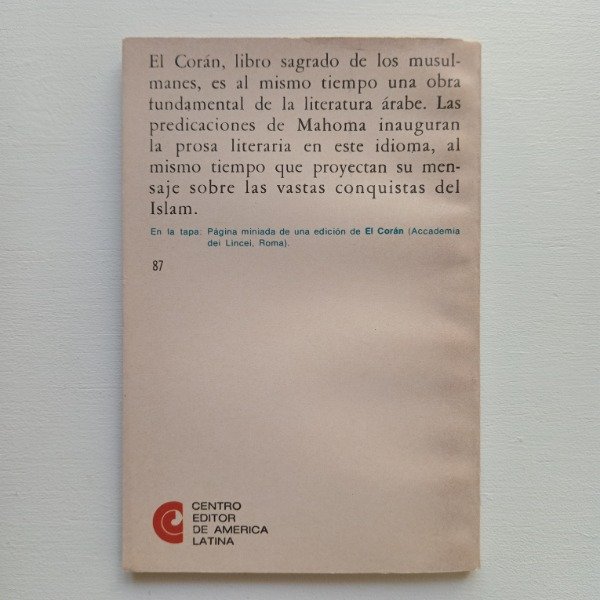 El Corán, libro sagrado de los musul-
manes, es al mismo tiempo una obra
fundamental de la literatura árabe. Las
predicaciones de Mahoma inauguran
la prosa literaria en este idioma, al
mismo tiempo que proyectan su men-
saje sobre las vastas conquistas del
Islam.
En la tapa: Página miniada de una edición de El Corán (Accademia
dei Lincei, Roma).
87
CENTRO
EDITOR
DE AMERICA
LATINA